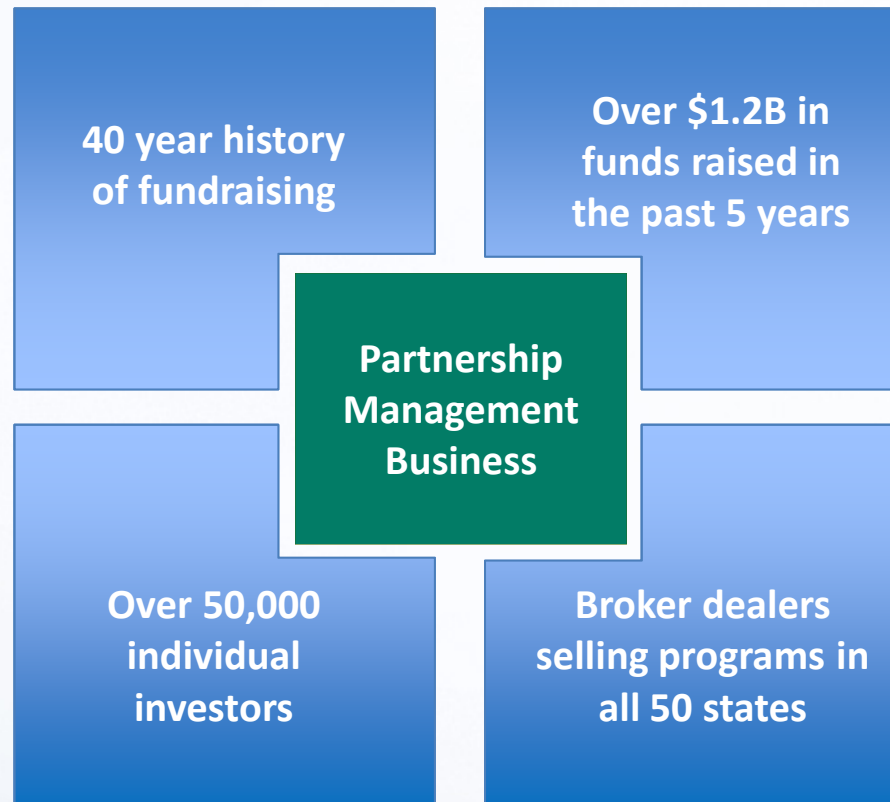 40 year history
of fundraising
Over $1.2B in
funds raised in
the past 5 years
Partnership
Management
Business
Over 50,000
individual
investors
Broker dealers
selling programs in
all 50 states